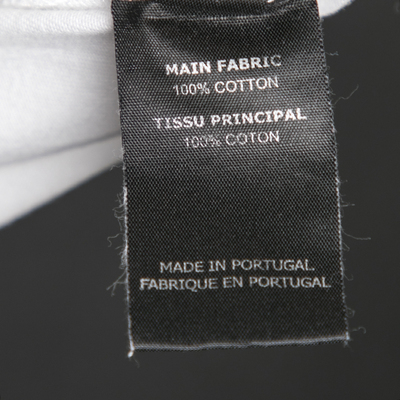 MAIN FABRIC
100% COTTON
TISSU PRINCIPAL
100% COTON
MADE IN PORTUGAL
FABRIQUE EN PORTUGAL